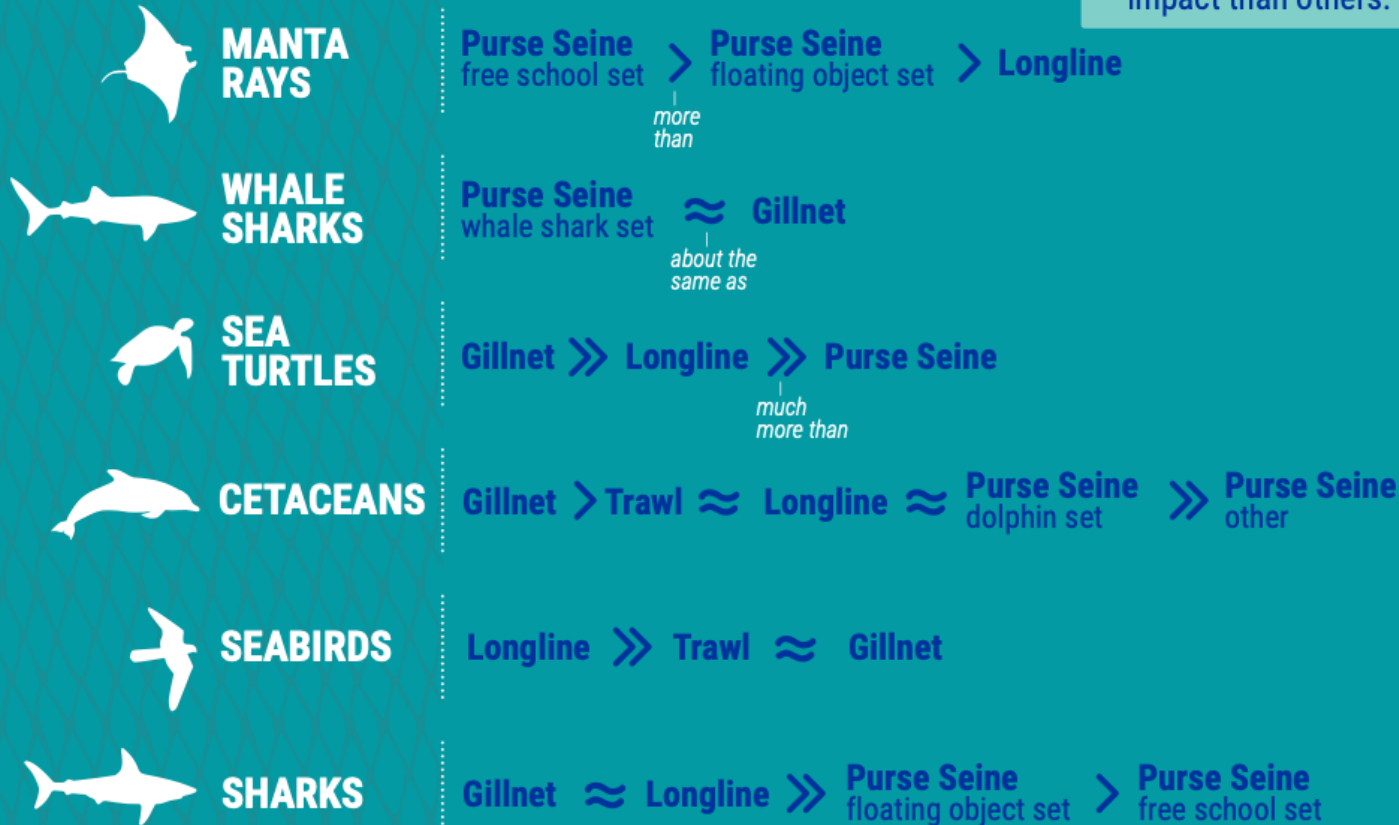 impact than others.
MANTA
RAYS
Purse Seine
free school set
>
more
than
Purse Seine
floating object set
>
Longline
WHALE
SHARKS
Purse Seine
whale shark set
≈
about the
same as
Gillnet
SEA
TURTLES
Gillnet >> Longline >> Purse Seine
much
more than
CETACEANS
Gillnet > Trawl ≈ Longline ≈
Purse Seine
dolphin set
>>
Purse Seine
other
SEABIRDS
Longline >> Trawl ≈ Gillnet
SHARKS
Gillnet ≈ Longline >>
Purse Seine
floating object set
>
Purse Seine
free school set